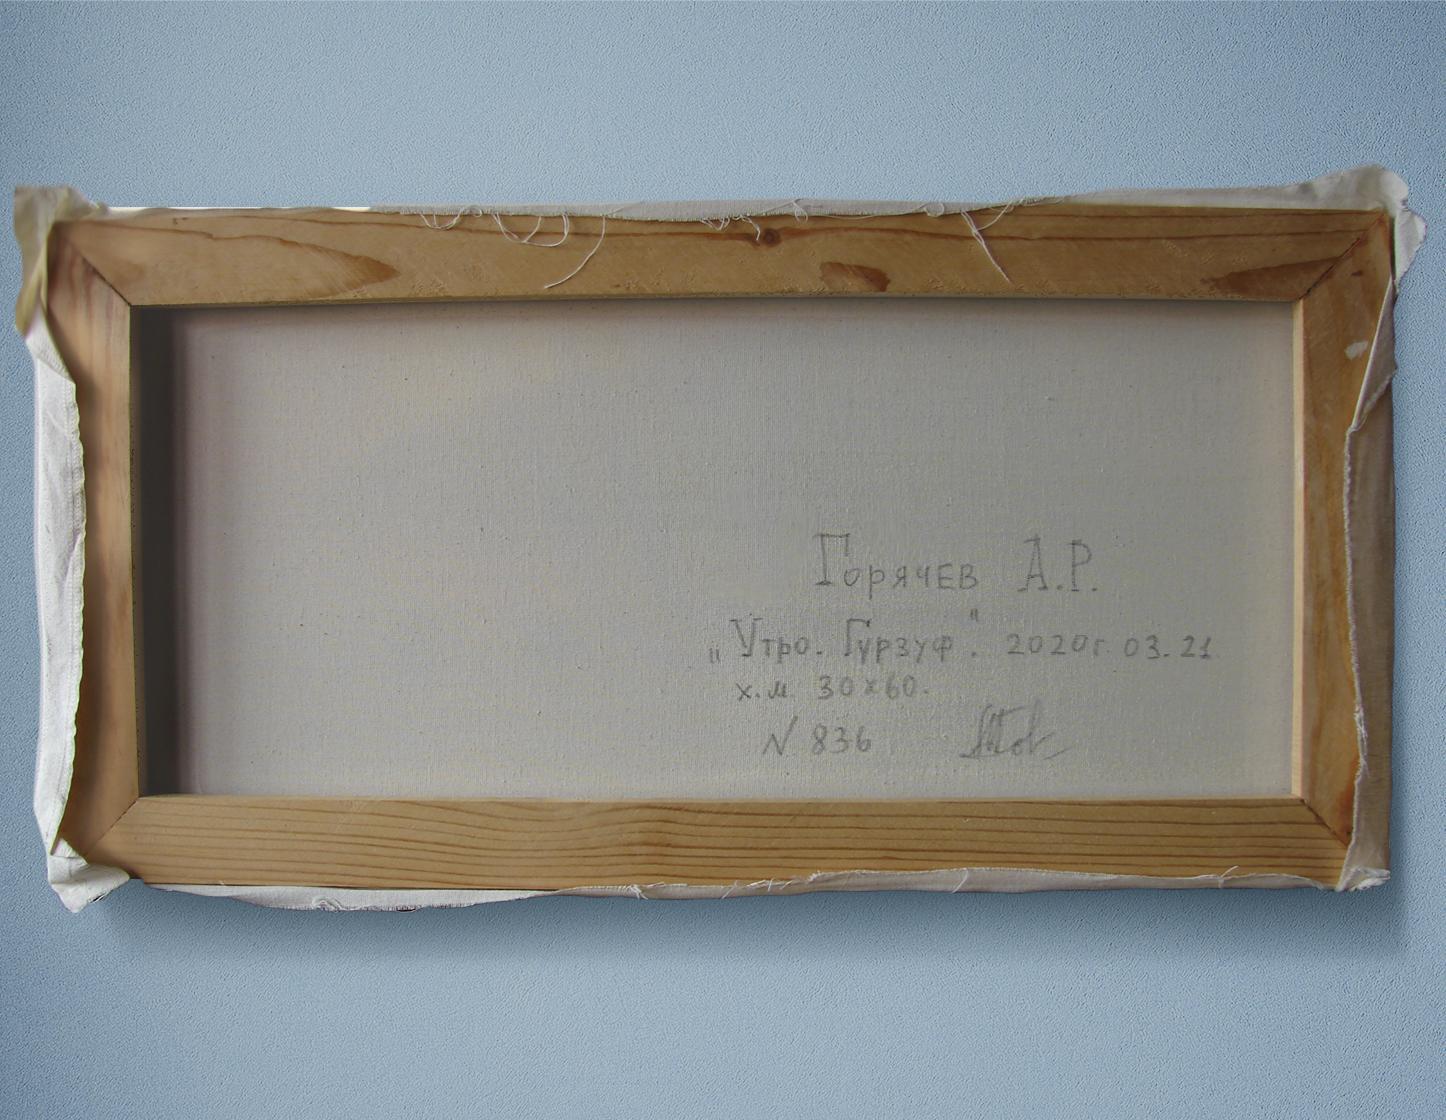 Горячев А.Р.
„Утро. Гурзуф." 2020г. 03.21
х.м. 30х60.
N 836